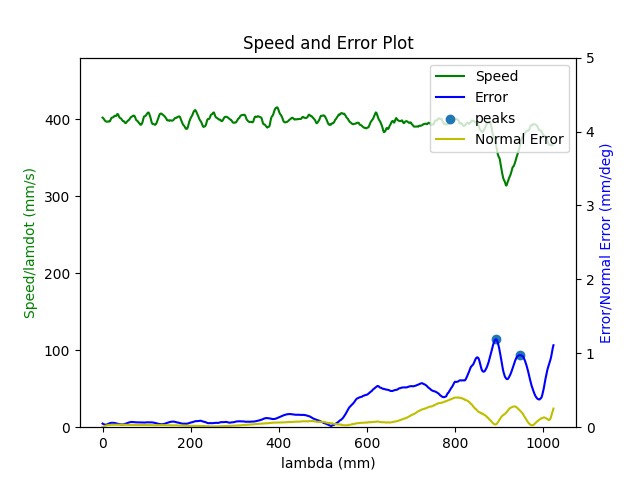 Speed and Error Plot
Speed
Error
peaks
Normal Error
Speed/lamdot (mm/s)
400
300
200
100
0
5
4
3
2
1
0
Error/Normal Error (mm/deg)
0 200 400 600 800 1000
lambda (mm)